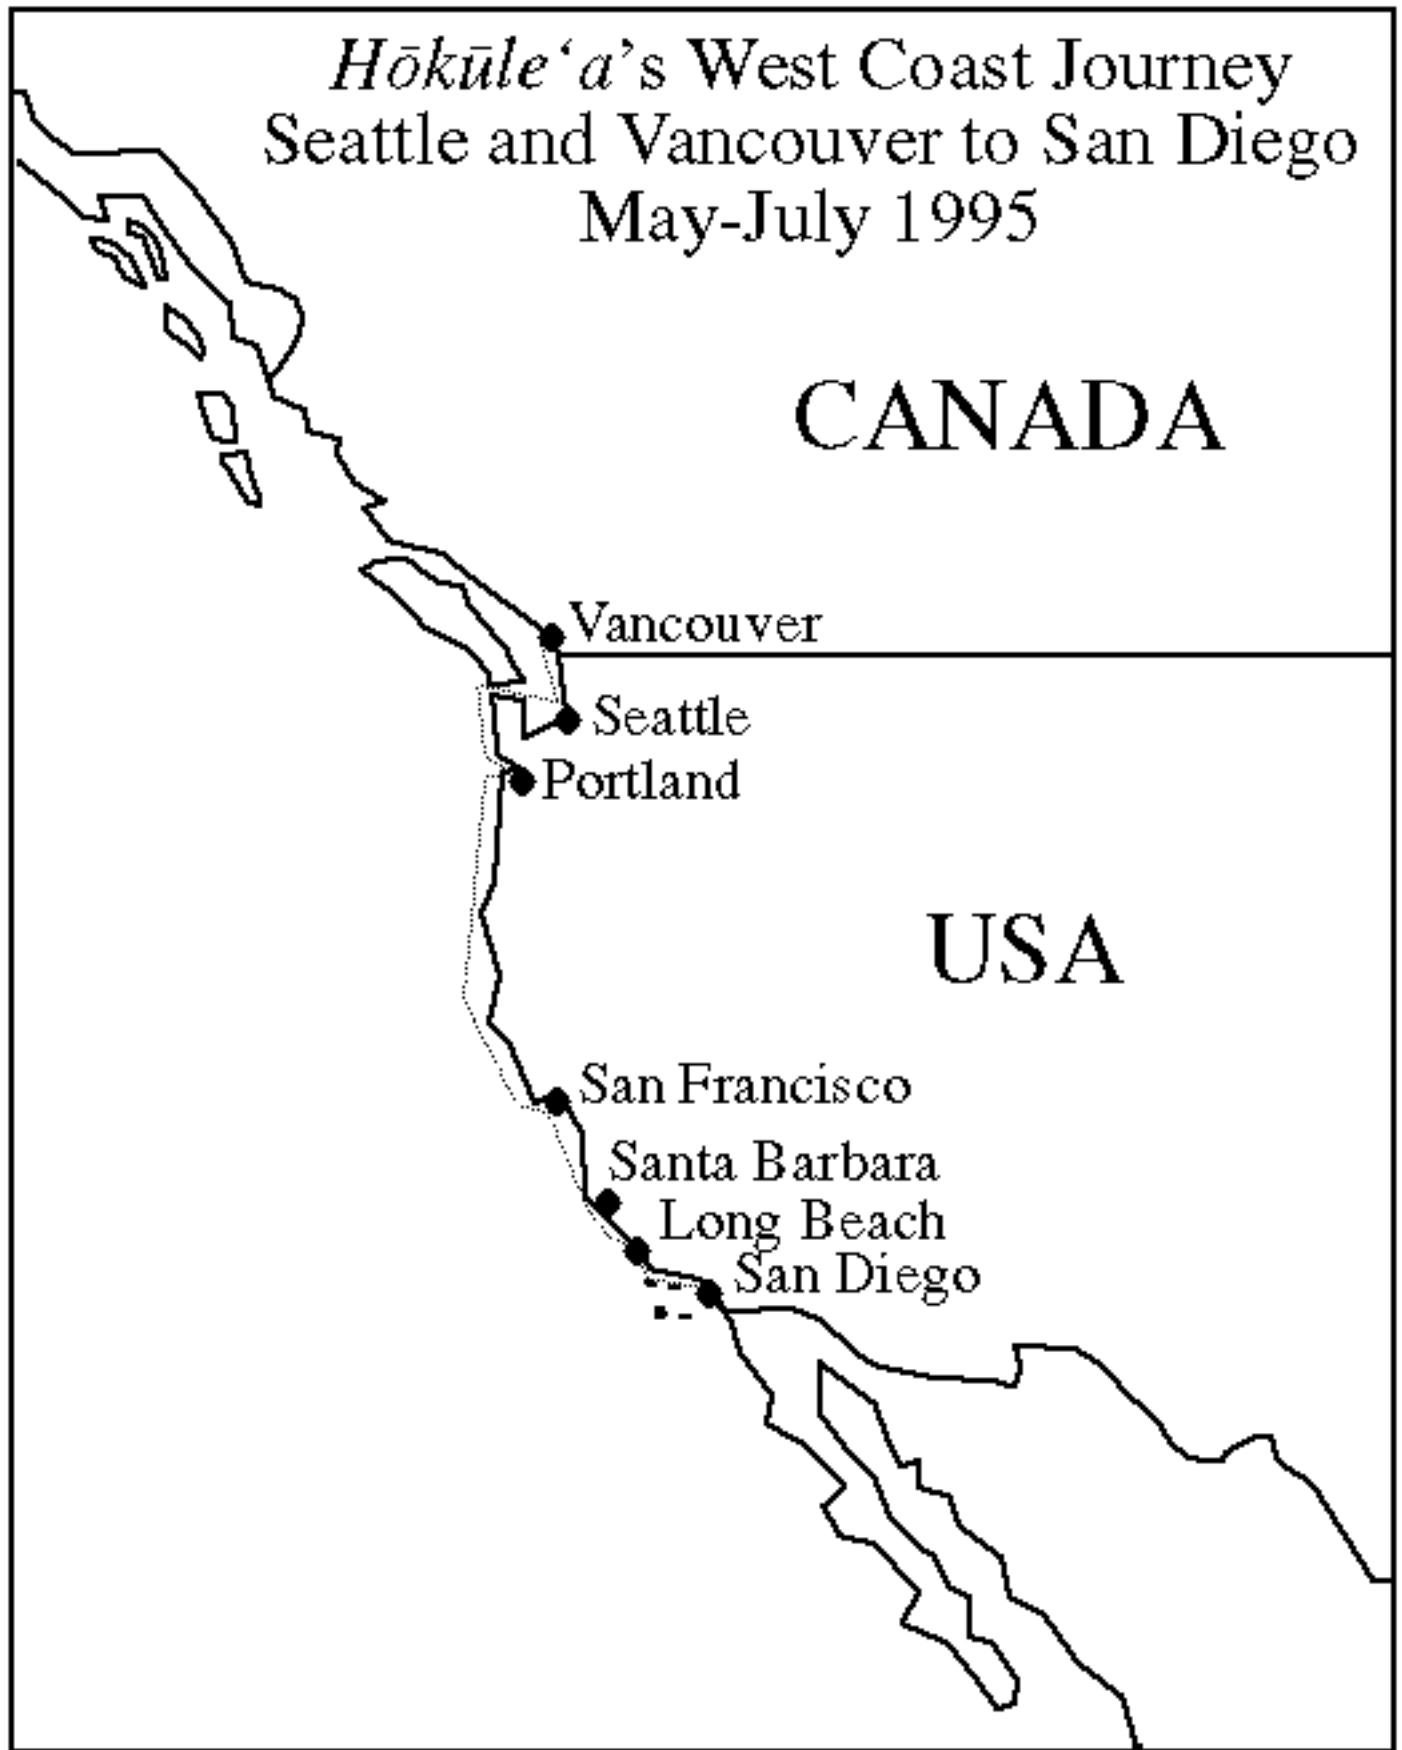 Hōkūle‘a’s West Coast Journey
Seattle and Vancouver to San Diego
May-July 1995
CANADA
Vancouver
Seattle
Portland
USA
San Francisco
Santa Barbara
Long Beach
San Diego